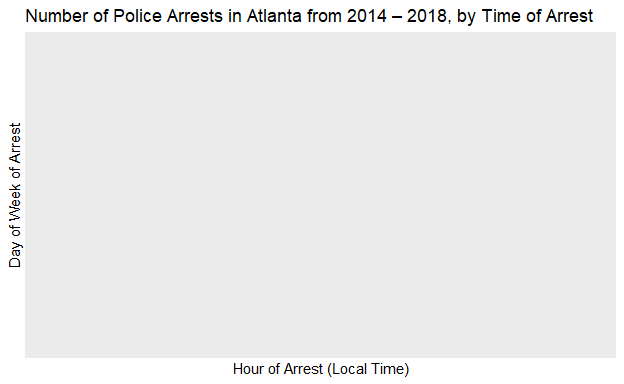 Number of Police Arrests in Atlanta from 2014 – 2018, by Time of Arrest
Day of Week of Arrest
Hour of Arrest (Local Time)